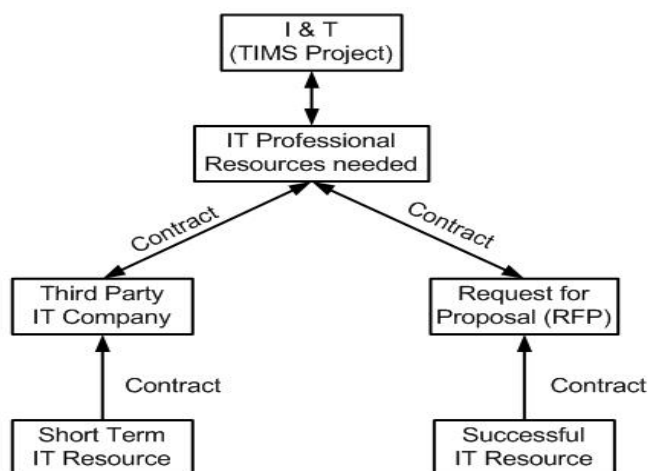 I & T
(TIMS Project)
IT Professional
Resources needed
Contract
Contract
Third Party
IT Company
Request for
Proposal (RFP)
Contract
Contract
Short Term
IT Resource
Successful
IT Resource